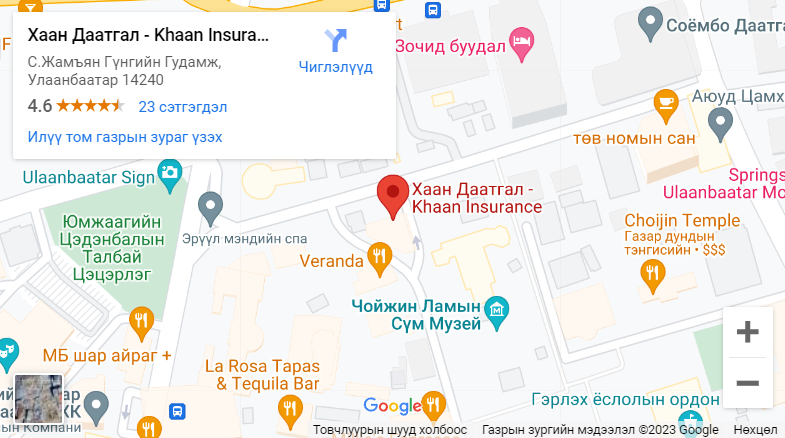 Хаан Даатгал - Khaan Insura...
С.Жамъян Гүнгийн Гудамж,
Улаанбаатар 14240
4.6
23 сэтгэгдэл
Илүү том газрын зураг үзэх
Чиглэлүүд
Зочид буудал
Соёмбо Даатг
Аюуд Цамх
төв номын сан
Ulaanbaatar Sign
Хаан Даатгал -
Khaan Insurance
Springs
Ulaanbaatar Mo
Юмжаагийн
Цэдэнбалын
Талбай
Цэцэрлэг
Эрүүл мэндийн спа
Choijin Temple
Газар дундын
тэнгисийн • $$$
Veranda
Чойжин Ламын
Сүм Музей
МБ шар айраг +
La Rosa Tapas
& Tequila Bar
Гэрлэх ёслолын ордон
ын Компани
Google
Товчлуурын шууд холбоос
Газрын зургийн мэдээлэл ©2023 Google
Нөхцөл